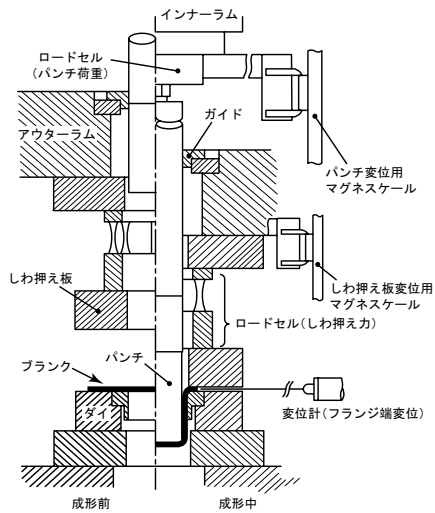 インナーラム
ロードセル
(パンチ荷重)
ガイド
アウターラム
パンチ変位用
マグネスケール
しわ押え板
しわ押え板変位用
マグネスケール
ロードセル(しわ押え力)
パンチ
ブランク
ダイ
変位計(フランジ端変位)
成形前
成形中